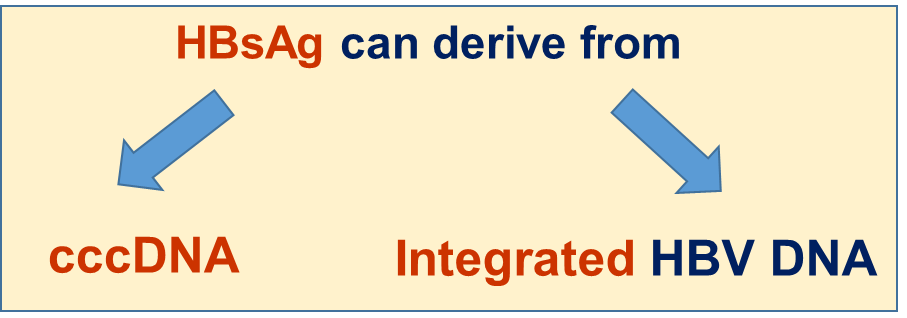 HBsAg can derive from
cccDNA
Integrated HBV DNA